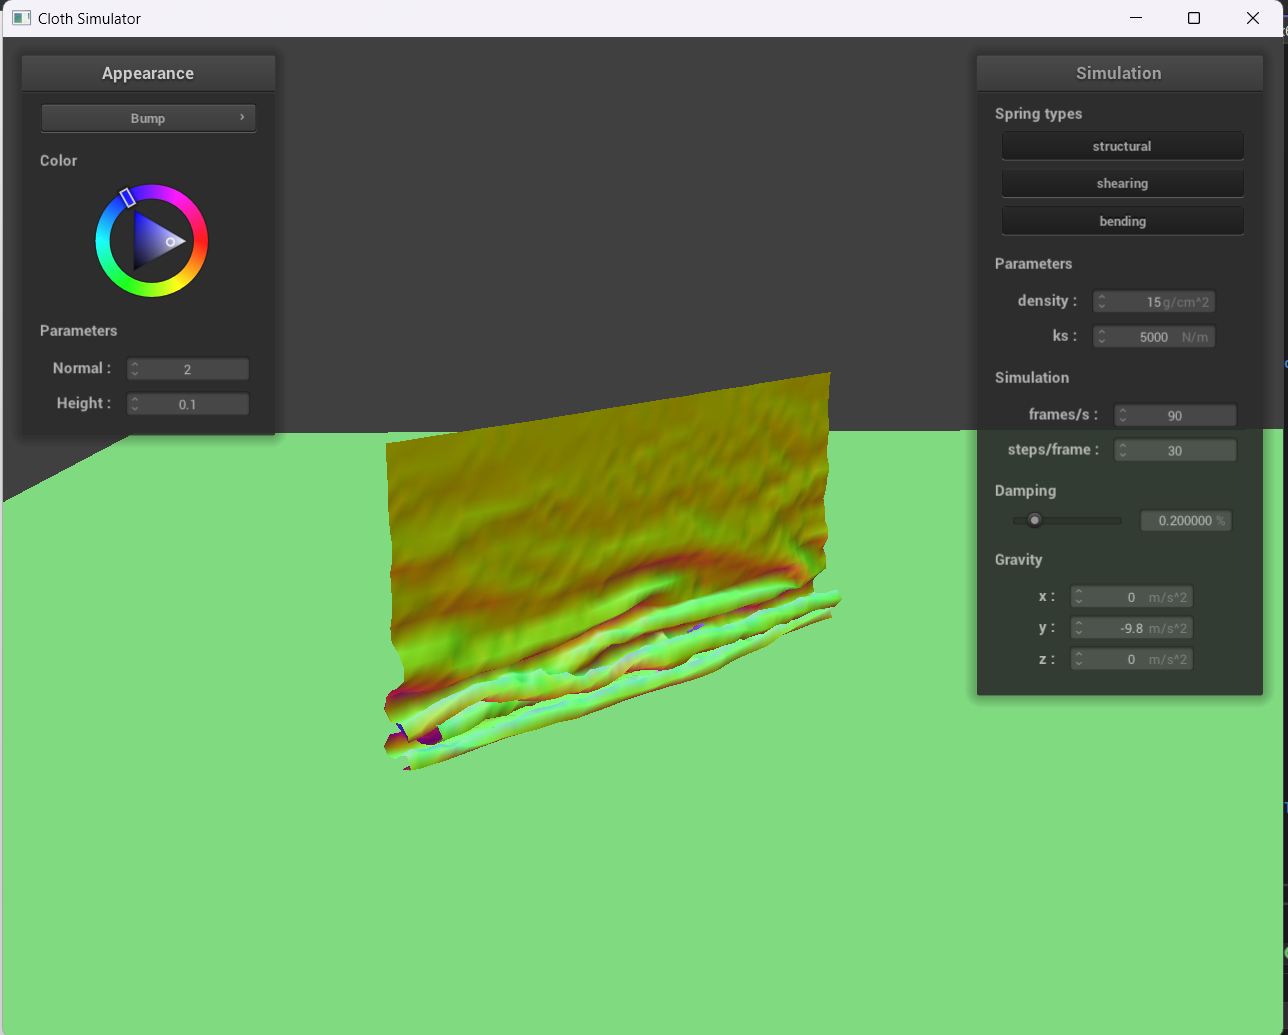 Cloth Simulator
Appearance
Bump
Color
Parameters
Normal : 2
Height : 0.1
Simulation
Spring types
structural
shearing
bending
Parameters
density : 15 g/cm^2
ks : 5000 N/m
Simulation
frames/s : 90
steps/frame : 30
Damping
0.200000 %
Gravity
x : 0 m/s^2
y : -9.8 m/s^2
z : 0 m/s^2